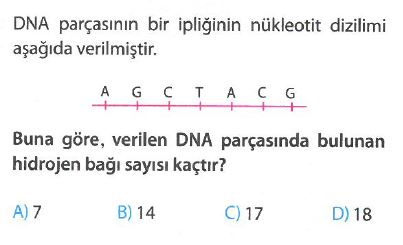 DNA parçasının bir ipliğinin nükleotit dizilimi
aşağıda verilmiştir.
A G C T A C G
Buna göre, verilen DNA parçasında bulunan
hidrojen bağı sayısı kaçtır?
A) 7 B) 14 C) 17 D) 18